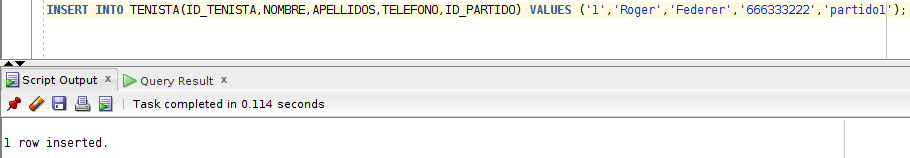 INSERT INTO TENISTA(ID_TENISTA,NOMBRE,APELLIDOS,TELEFONO,ID_PARTIDO) VALUES ('1','Roger','Federer','666333222','partido1');
Script Output x Query Result x
Task completed in 0.114 seconds
1 row inserted.